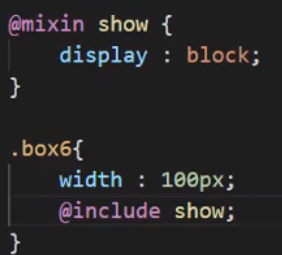 @mixin show {
    display : block;
}

.box6{
    width : 100px;
    @include show;
}